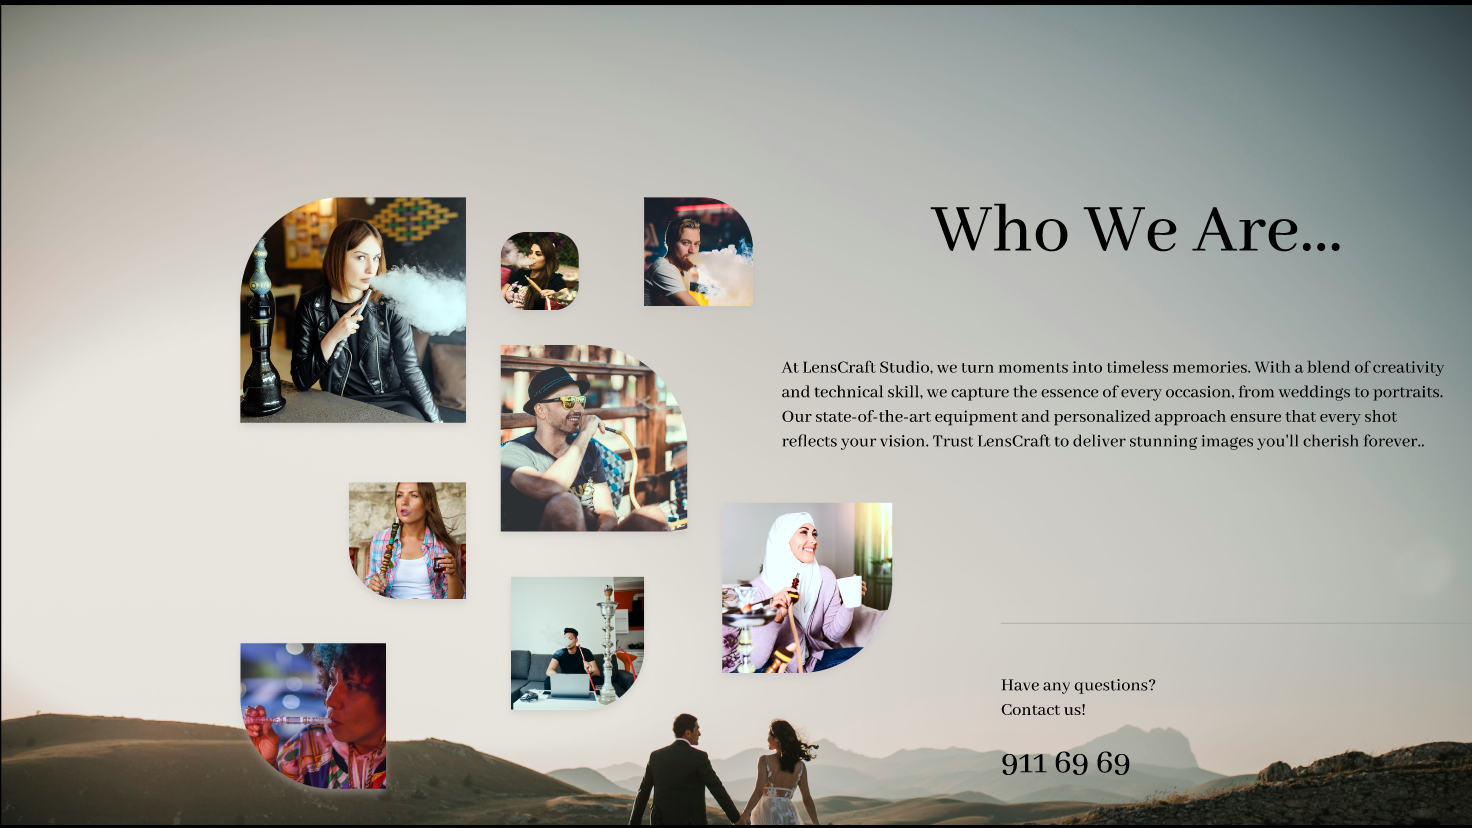 Who We Are...
At LensCraft Studio, we turn moments into timeless memories. With a blend of creativity
and technical skill, we capture the essence of every occasion, from weddings to portraits.
Our state-of-the-art equipment and personalized approach ensure that every shot
reflects your vision. Trust LensCraft to deliver stunning images you'll cherish forever..
Have any questions?
Contact us!
911 69 69